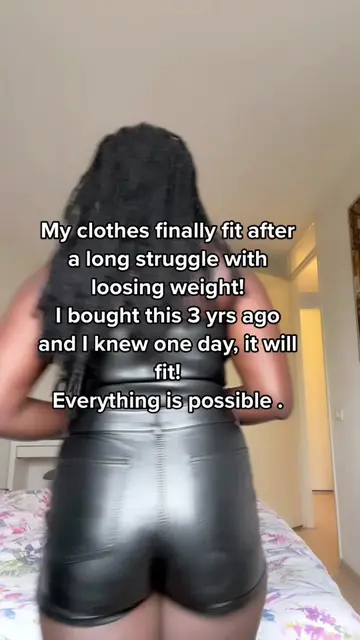 My clothes finally fit after
a long struggle with
loosing weight!
I bought this 3 yrs ago
and I knew one day, it will
fit!
Everything is possible .